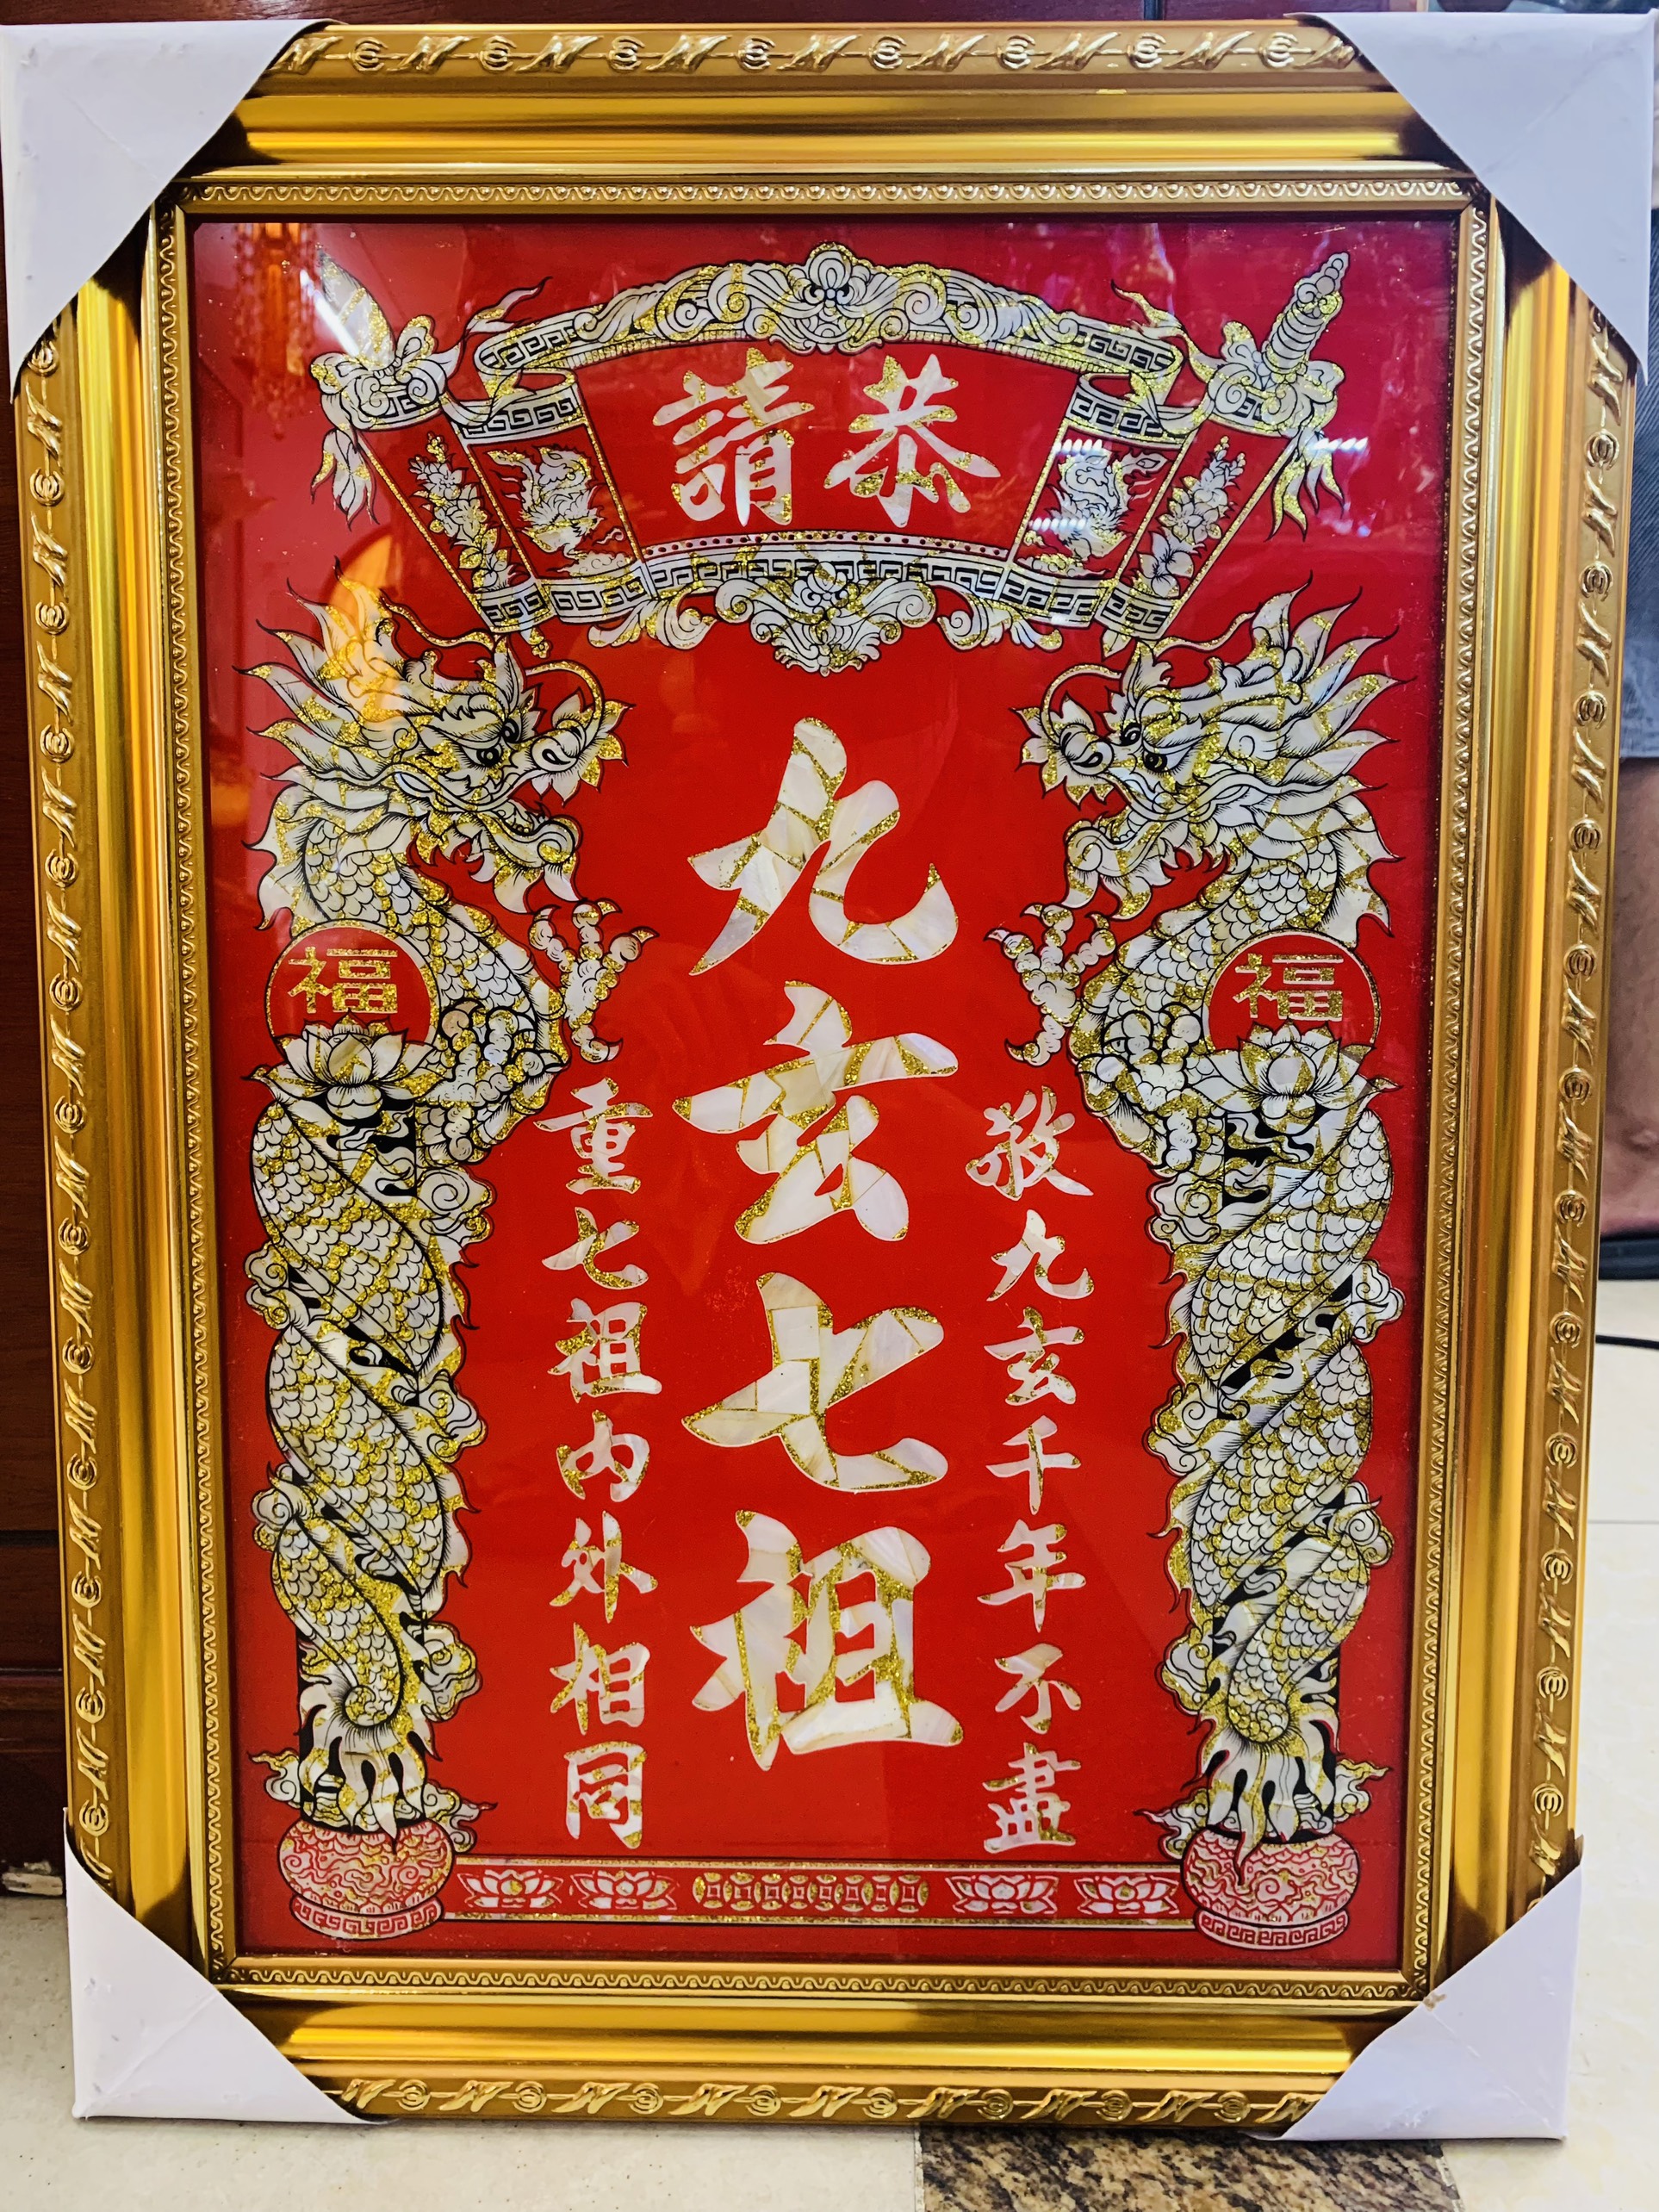 恭請
福
福
敬九玄千年不盡
九玄七祖
重七祖內外相同